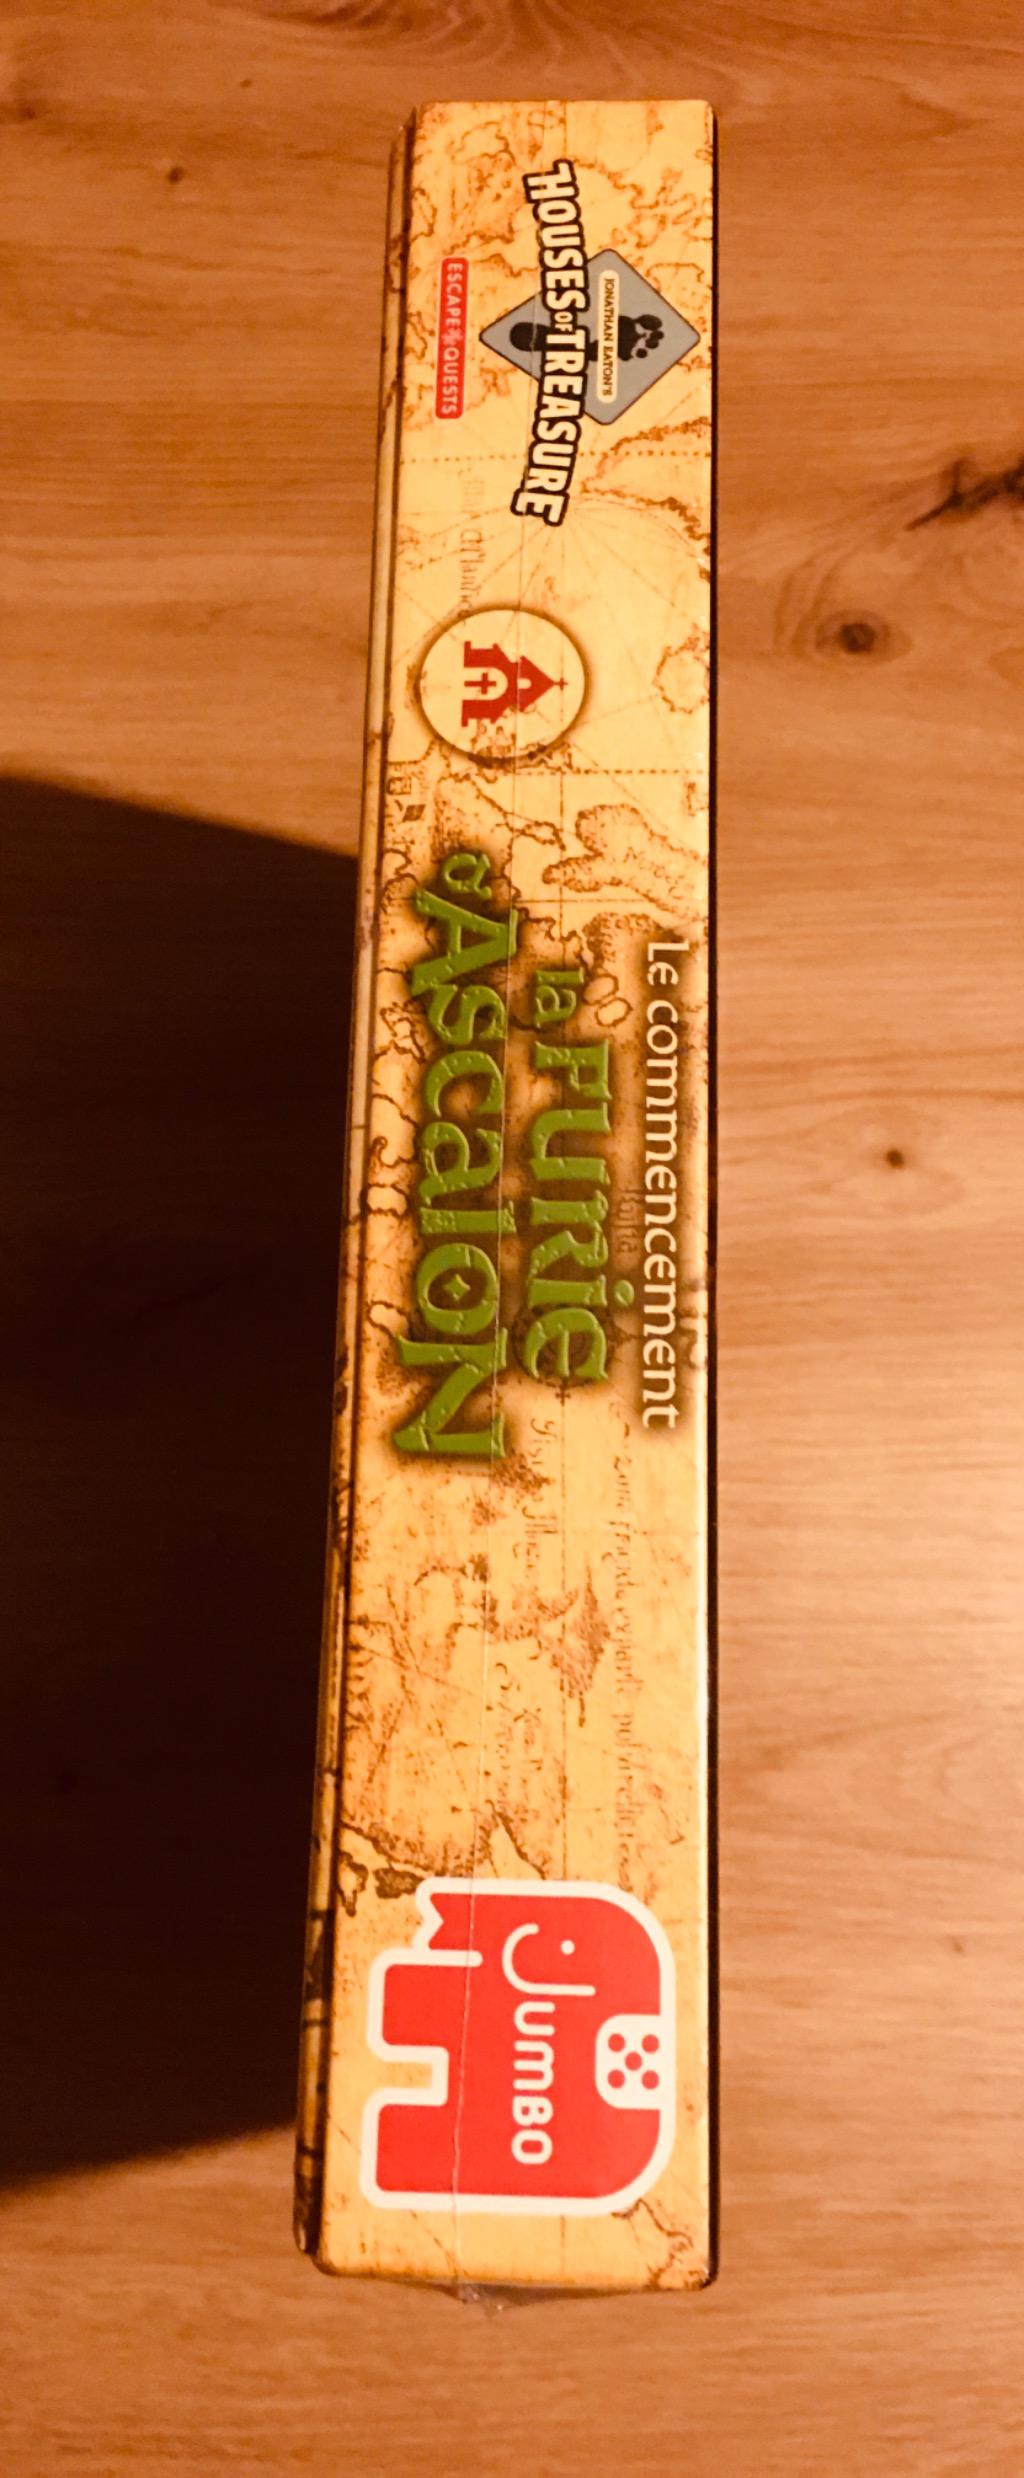 JONATHAN EATON'S
HOUSES OF TREASURE
ESCAPE QUESTS
Le commencement
la FURIE
d'ASCALON
JUMBO